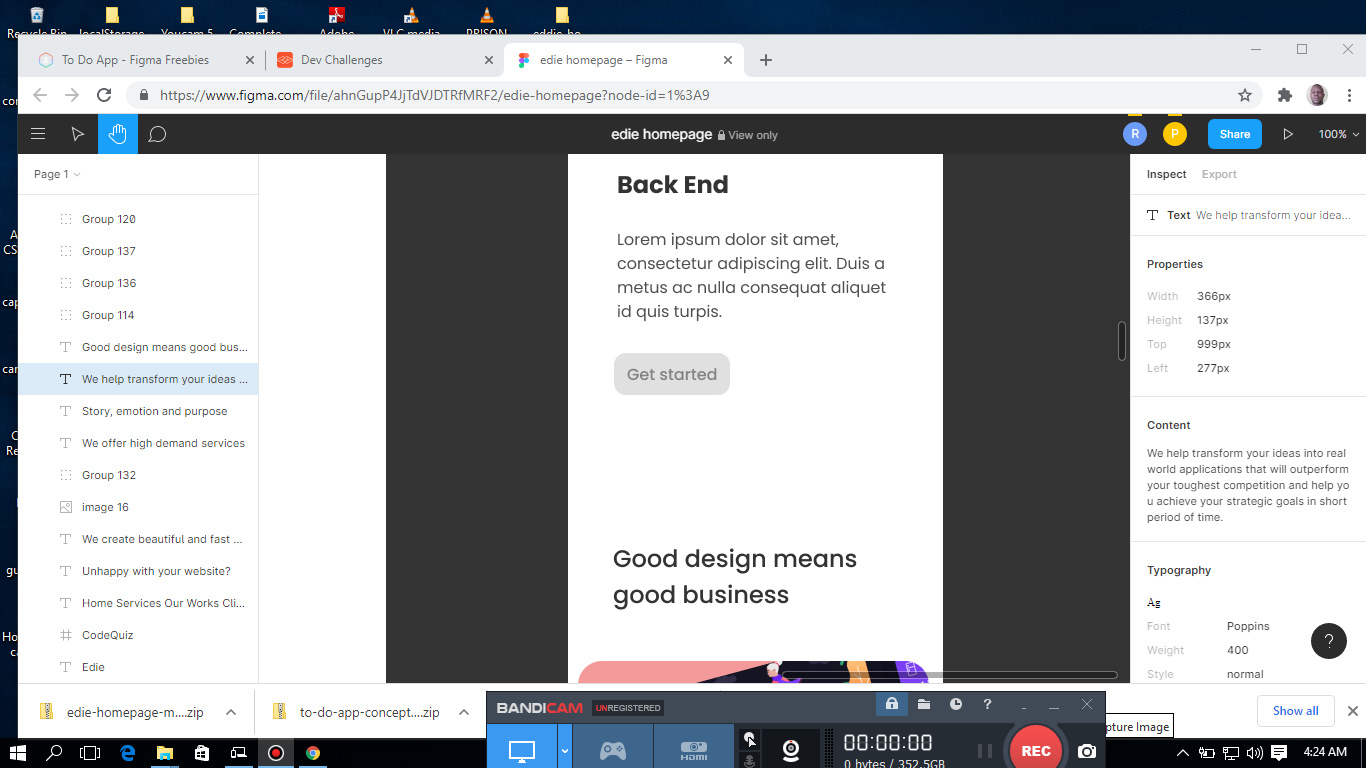 Recycle Bin localStorage Youcam 5 Complete Adobe VLC media PRISON eddie-ho
To Do App - Figma Freebies
Dev Challenges
edie homepage – Figma
https://www.figma.com/file/ahnGupP4JjTdVJDTRfMRF2/edie-homepage?node-id=1%3A9
edie homepage View only
R
P
Share
100%
Page 1
Group 120
Group 137
Group 136
Group 114
Good design means good bus...
We help transform your ideas ...
Story, emotion and purpose
We offer high demand services
Group 132
image 16
We create beautiful and fast ...
Unhappy with your website?
Home Services Our Works Cli...
CodeQuiz
Edie
Back End
Lorem ipsum dolor sit amet,
consectetur adipiscing elit. Duis a
metus ac nulla consequat aliquet
id quis turpis.
Get started
Good design means
good business
Inspect Export
Text We help transform your idea...
Properties
Width 366px
Height 137px
Top 999px
Left 277px
Content
We help transform your ideas into real
world applications that will outperform
your toughest competition and help yo
u achieve your strategic goals in short
period of time.
Typography
Ag
Font Poppins
Weight 400
Style normal
?
edie-homepage-m....zip
to-do-app-concept....zip
Show all
BANDICAM UNREGISTERED
?
HDMI
00:00:00
0 bytes / 352.5GB
REC
pture Image
4:24 AM